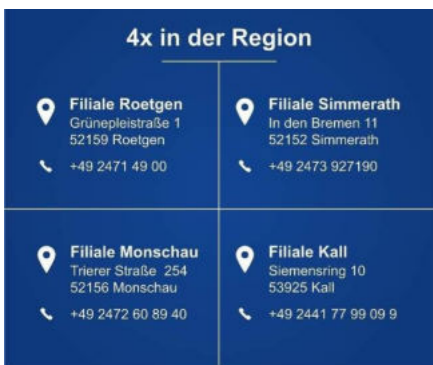 4x in der Region
Filiale Roetgen
Grünepleistraße 1
52159 Roetgen
+49 2471 49 00
Filiale Simmerath
In den Bremen 11
52152 Simmerath
+49 2473 927190
Filiale Monschau
Trierer Straße 254
52156 Monschau
+49 2472 60 89 40
Filiale Kall
Siemensring 10
53925 Kall
+49 2441 77 99 09 9